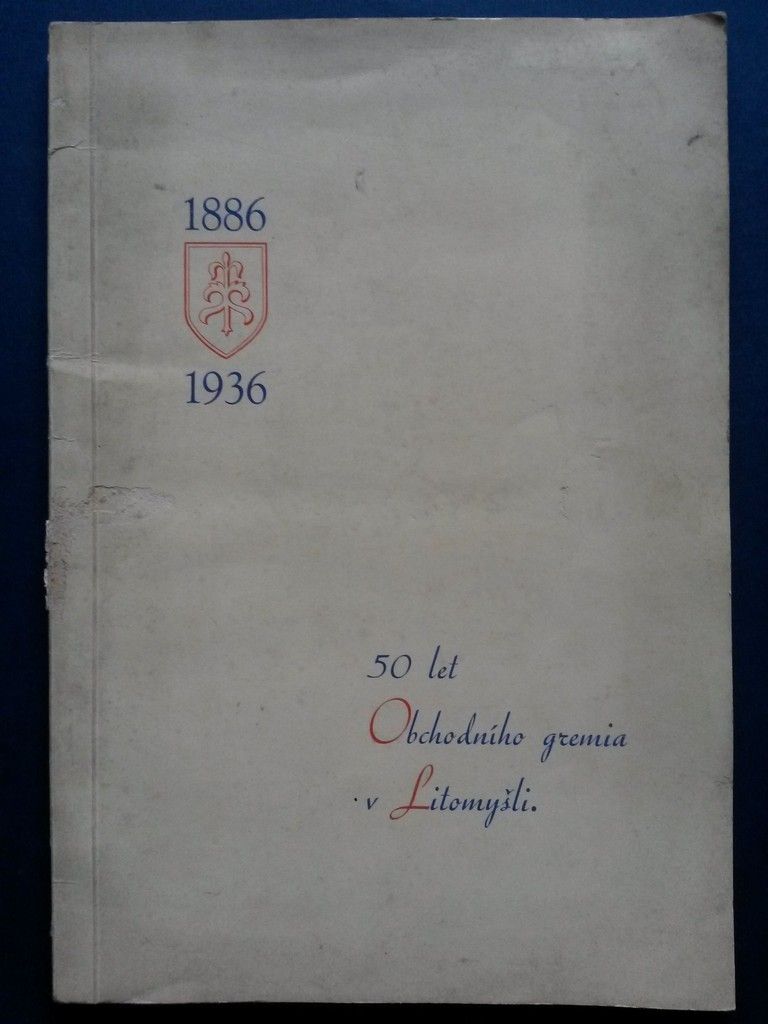 1886
1936
50 let
Obchodního gremia
v Litomyšli.